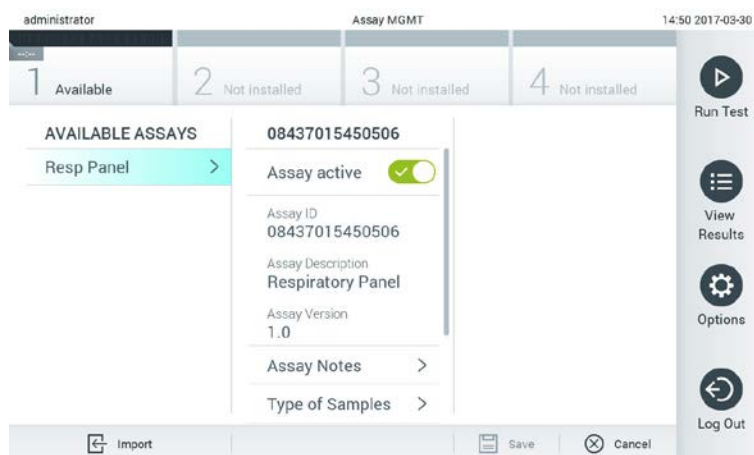 administrator
Assay MGMT
14:50 2017-03-30
--:--
1 Available
2 Not installed
3 Not installed
4 Not installed
Run Test
View
Results
Options
Log Out
AVAILABLE ASSAYS
Resp Panel
08437015450506
Assay active
Assay ID
08437015450506
Assay Description
Respiratory Panel
Assay Version
1.0
Assay Notes
Type of Samples
Import
Save
Cancel